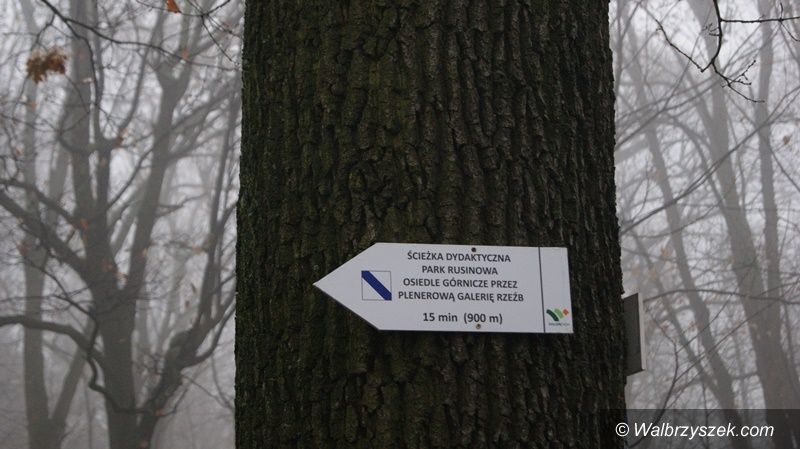 ŚCIEŻKA DYDAKTYCZNA
PARK RUSINOWA
OSIEDLE GÓRNICZE PRZEZ
PLENEROWĄ GALERIĘ RZEŹB
15 min (900 m)
© Walbrzyszek.com